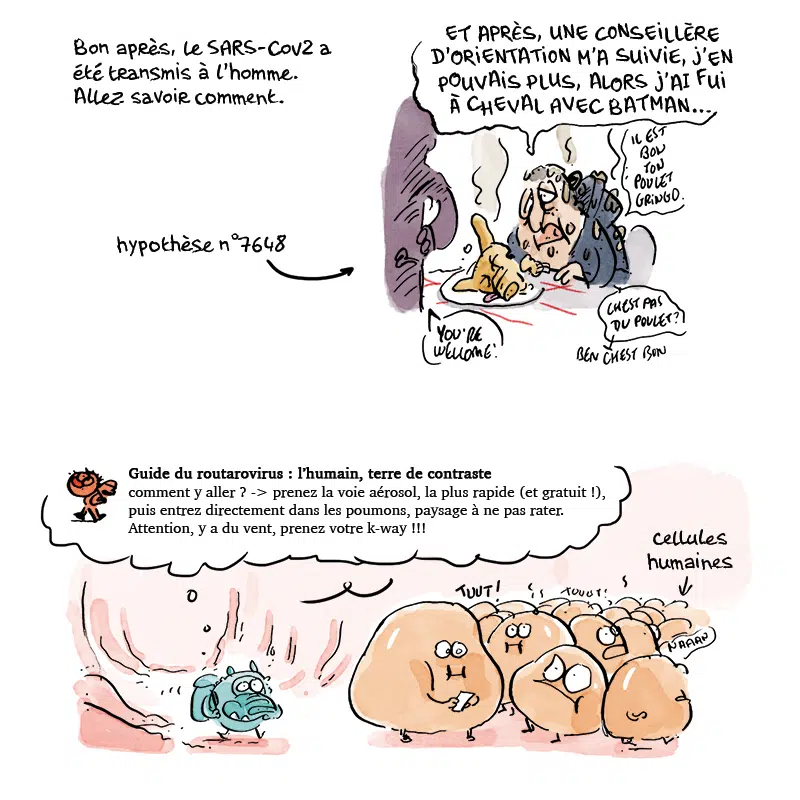 Bon après, le SARS-CoV2 a
été transmis à l'homme.
Allez savoir comment.
ET APRÈS, UNE CONSEILLÈRE
D'ORIENTATION M'A SUIVIE, J'EN
POUVAIS PLUS, ALORS J'AI FUI
À CHEVAL AVEC BATMAN...
IL EST
BON
TON
POULET
GRINGO.
hypothèse n°7648
CHEST PAS
DU POULET?
BEN CHEST BON
YOU'RE
WELCOME.
Guide du routarovirus : l'humain, terre de contraste
comment y aller ? -> prenez la voie aérosol, la plus rapide (et gratuit !),
puis entrez directement dans les poumons, paysage à ne pas rater.
Attention, y a du vent, prenez votre k-way !!!
cellules
humaines
TUUT!
TUUUT!
NAAAN